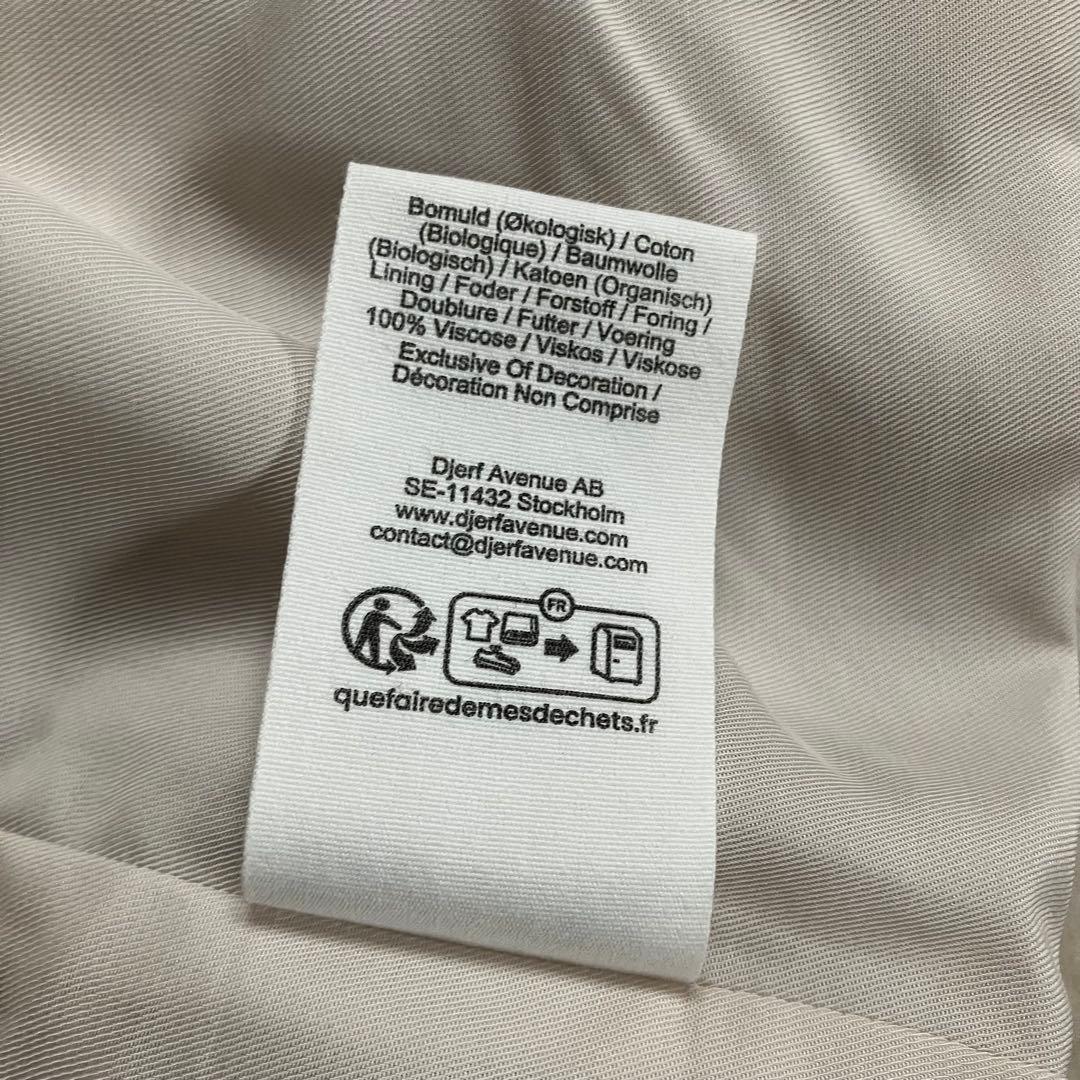 Bomuld (Økologisk) / Coton
(Biologique) / Baumwolle
(Biologisch) / Katoen (Organisch)
Lining / Foder / Forstoff / Foring /
Doublure / Futter / Voering
100% Viscose / Viskos / Viskose
Exclusive Of Decoration /
Décoration Non Comprise
Djerf Avenue AB
SE-11432 Stockholm
www.djerfavenue.com
contact@djerfavenue.com
FR
quefairedemesdechets.fr